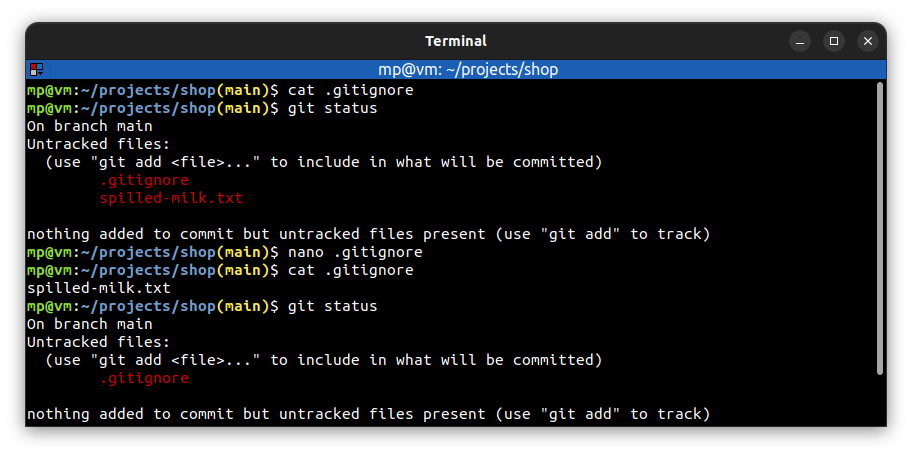 Terminal
mp@vm: ~/projects/shop
mp@vm:~/projects/shop(main)$ cat .gitignore
mp@vm:~/projects/shop(main)$ git status
On branch main
Untracked files:
  (use "git add <file>..." to include in what will be committed)
        .gitignore
        spilled-milk.txt

nothing added to commit but untracked files present (use "git add" to track)
mp@vm:~/projects/shop(main)$ nano .gitignore
mp@vm:~/projects/shop(main)$ cat .gitignore
spilled-milk.txt
mp@vm:~/projects/shop(main)$ git status
On branch main
Untracked files:
  (use "git add <file>..." to include in what will be committed)
        .gitignore

nothing added to commit but untracked files present (use "git add" to track)